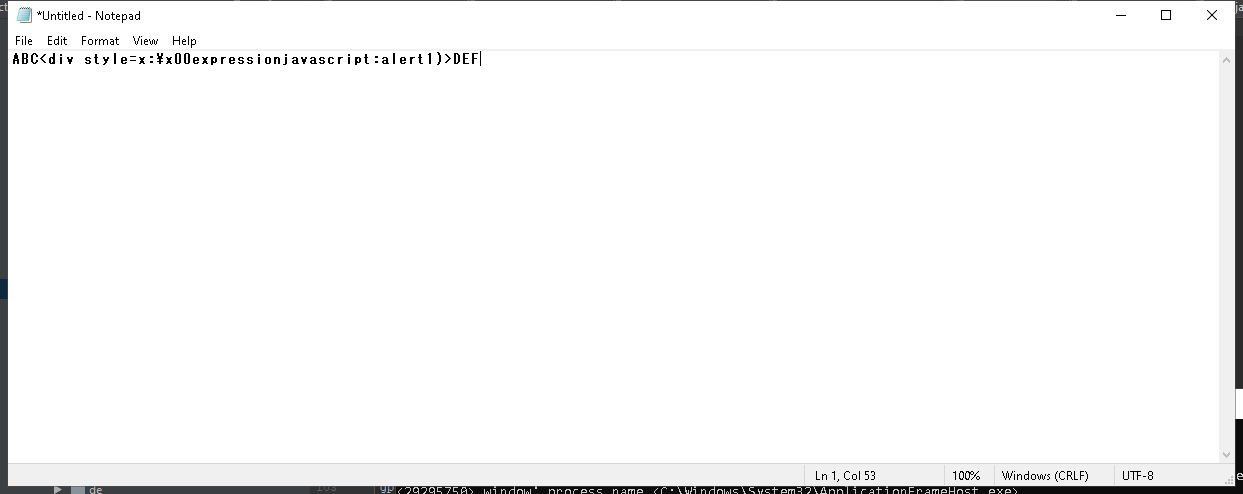 *Untitled - Notepad
File Edit Format View Help
ABC<div style=x:¥x00expressionjavascript:alert1)>DEF
Ln 1, Col 53 100% Windows (CRLF) UTF-8
de
<29295750> window' process name <C:\Windows\System32\ApplicationFrameHost.exe>